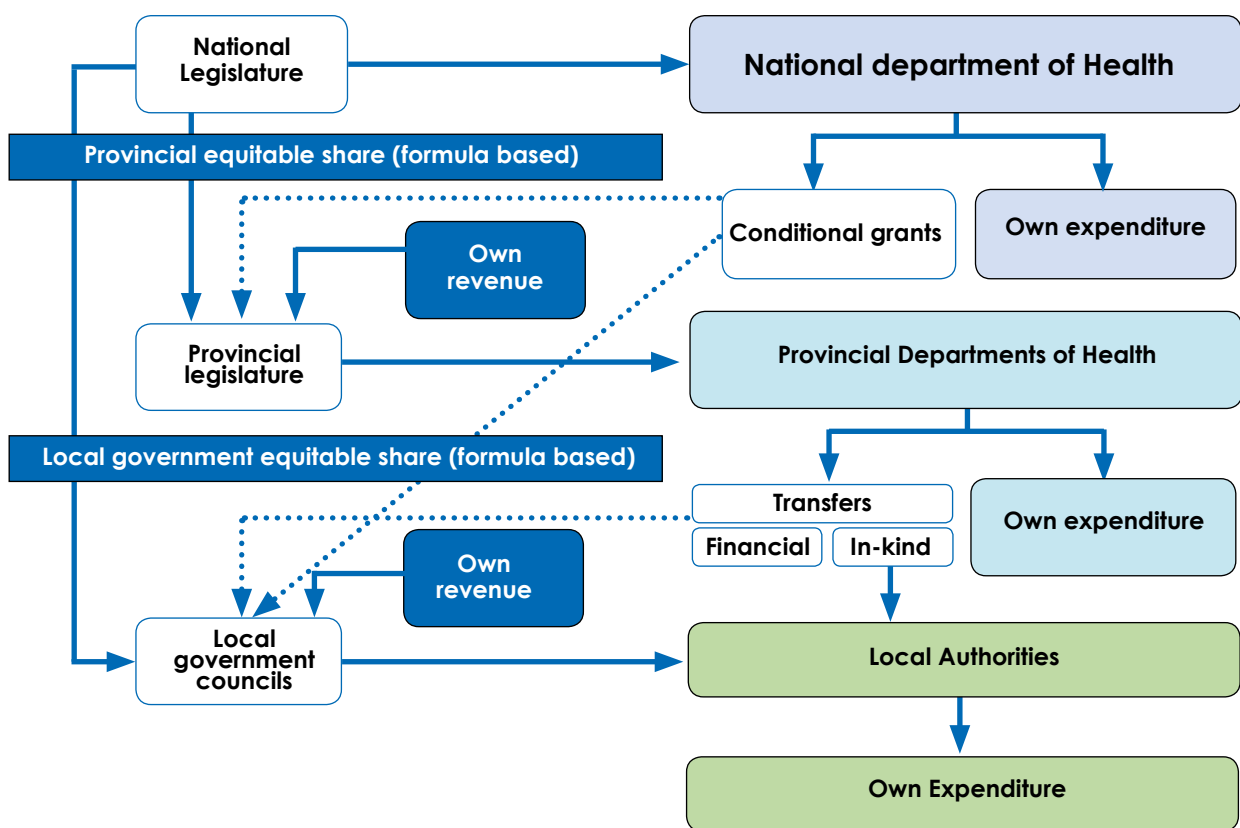 National
Legislature
National department of Health
Provincial equitable share (formula based)
Conditional grants
Own expenditure
Own
revenue
Provincial
legislature
Provincial Departments of Health
Local government equitable share (formula based)
Transfers
Financial
In-kind
Own expenditure
Own
revenue
Local
government
councils
Local Authorities
Own Expenditure